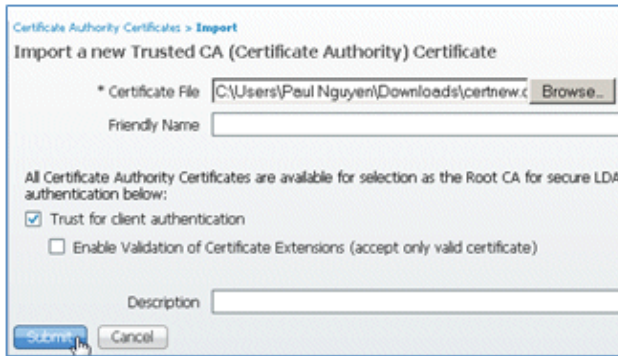 Certificate Authority Certificates > Import
Import a new Trusted CA (Certificate Authority) Certificate
* Certificate File C:\Users\Paul Nguyen\Downloads\certnew.c Browse...
Friendly Name
All Certificate Authority Certificates are available for selection as the Root CA for secure LDA
authentication below:
Trust for client authentication
Enable Validation of Certificate Extensions (accept only valid certificate)
Description
Submit Cancel